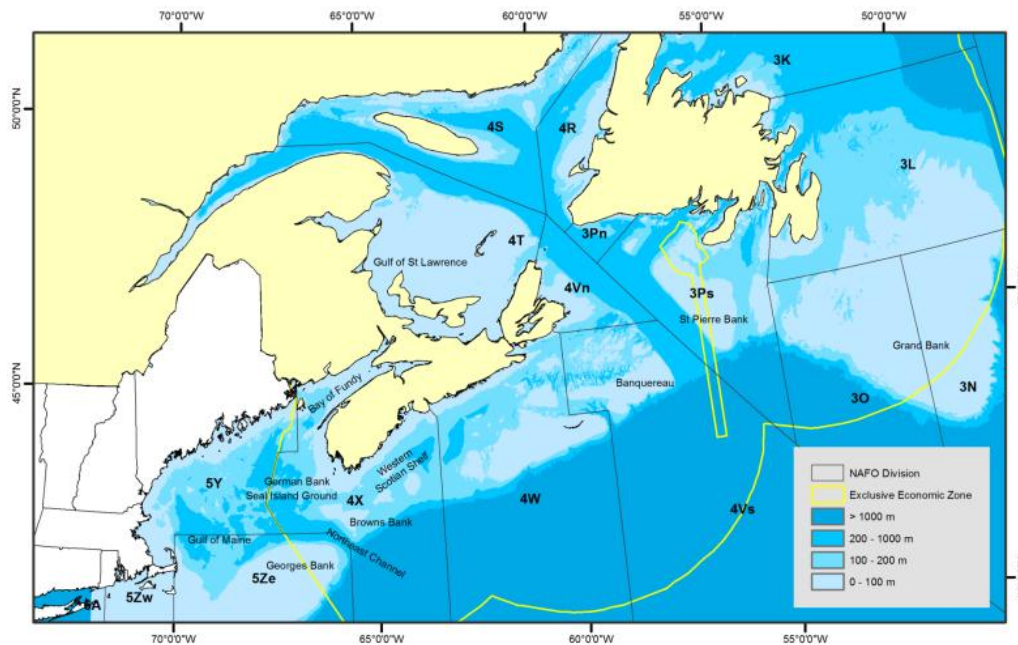 70°0'0"W
65°0'0"W
60°0'0"W
55°0'0"W
50°0'0"W
3K
50°0'0"N
4S
4R
3L
3Pn
4T
Gulf of St Lawrence
4Vn
3Ps
St Pierre Bank
Grand Bank
45°0'0"N
Banquereau
Bay of Fundy
3O
3N
Western
Scotian Shelf
5Y
German Bank
Seal Island Ground
4X
4W
4Vs
Browns Bank
Gulf of Maine
Northeast Channel
Georges Bank
5Ze
5Zw
NAFO Division
Exclusive Economic Zone
> 1000 m
200 - 1000 m
100 - 200 m
0 - 100 m
70°0'0"W
65°0'0"W
60°0'0"W
55°0'0"W